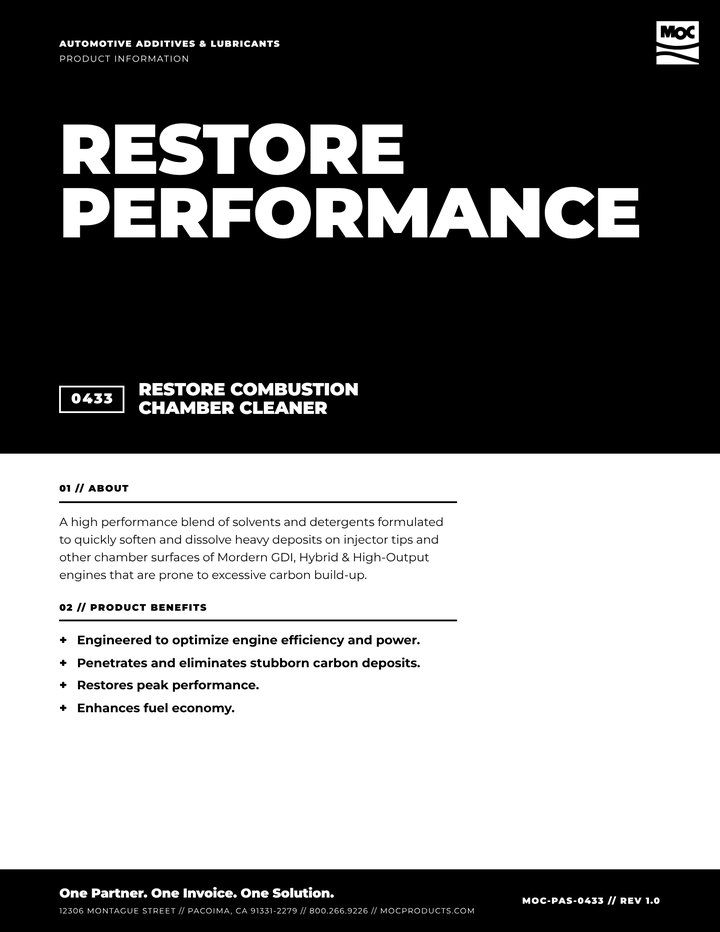 AUTOMOTIVE ADDITIVES & LUBRICANTS
PRODUCT INFORMATION
MOC
RESTORE
PERFORMANCE
0433
RESTORE COMBUSTION
CHAMBER CLEANER
01 // ABOUT
A high performance blend of solvents and detergents formulated
to quickly soften and dissolve heavy deposits on injector tips and
other chamber surfaces of Mordern GDI, Hybrid & High-Output
engines that are prone to excessive carbon build-up.
02 // PRODUCT BENEFITS
+ Engineered to optimize engine efficiency and power.
+ Penetrates and eliminates stubborn carbon deposits.
+ Restores peak performance.
+ Enhances fuel economy.
One Partner. One Invoice. One Solution.
12306 MONTAGUE STREET // PACOIMA, CA 91331-2279 // 800.266.9226 // MOCPRODUCTS.COM
MOC-PAS-0433 // REV 1.0